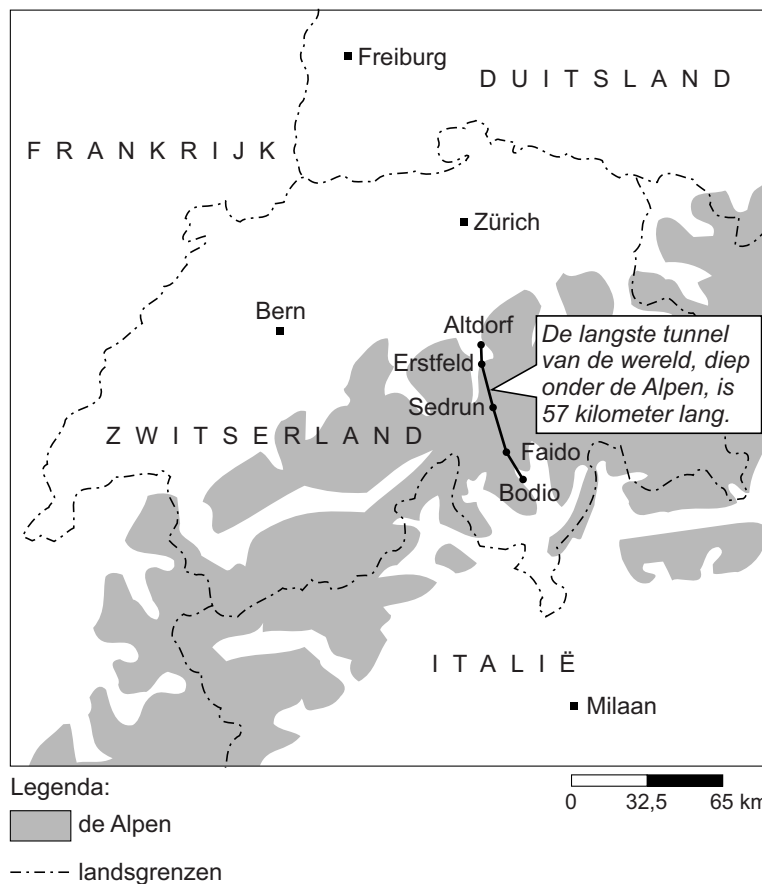 Freiburg
DUITSLAND
FRANKRIJK
Zürich
Bern
Altdorf
De langste tunnel
van de wereld, diep
onder de Alpen, is
57 kilometer lang.
Erstfeld
Sedrun
ZWITSERLAND
Faido
Bodio
ITALIË
Milaan
Legenda:
0 32,5 65 km
de Alpen
landsgrenzen